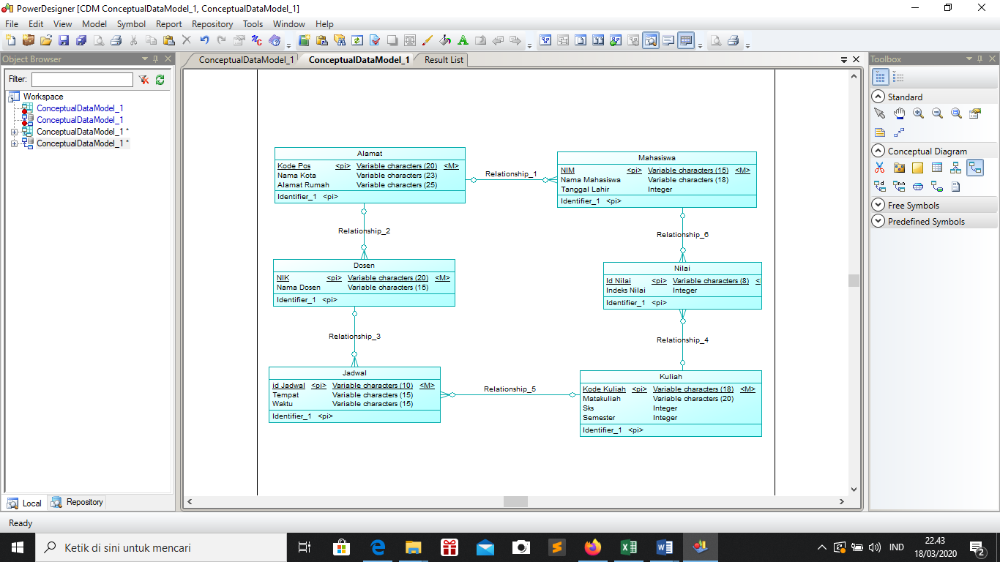 PowerDesigner [CDM ConceptualDataModel_1, ConceptualDataModel_1]
File Edit View Model Symbol Report Repository Tools Window Help
Object Browser
Filter:
Workspace
ConceptualDataModel_1
ConceptualDataModel_1
ConceptualDataModel_1 *
ConceptualDataModel_1 *
Local Repository
ConceptualDataModel_1 ConceptualDataModel_1 Result List
Alamat
Kode Pos <pi> Variable characters (20) <M>
Nama Kota Variable characters (23)
Alamat Rumah Variable characters (25)
Identifier_1 <pi>
Relationship_1
Mahasiswa
NIM <pi> Variable characters (15) <M>
Nama Mahasiswa Variable characters (18)
Tanggal Lahir Integer
Identifier_1 <pi>
Relationship_2
Relationship_6
Dosen
NIK <pi> Variable characters (20) <M>
Nama Dosen Variable characters (15)
Identifier_1 <pi>
Nilai
Id Nilai <pi> Variable characters (8) <
Indeks Nilai Integer
Identifier_1 <pi>
Relationship_3
Relationship_4
Jadwal
id Jadwal <pi> Variable characters (10) <M>
Tempat Variable characters (15)
Waktu Variable characters (15)
Identifier_1 <pi>
Relationship_5
Kuliah
Kode Kuliah <pi> Variable characters (18) <M>
Matakuliah Variable characters (20)
Sks Integer
Semester Integer
Identifier_1 <pi>
Toolbox
Standard
Conceptual Diagram
Free Symbols
Predefined Symbols
Ready
Ketik di sini untuk mencari
IND
22.43
18/03/2020
2